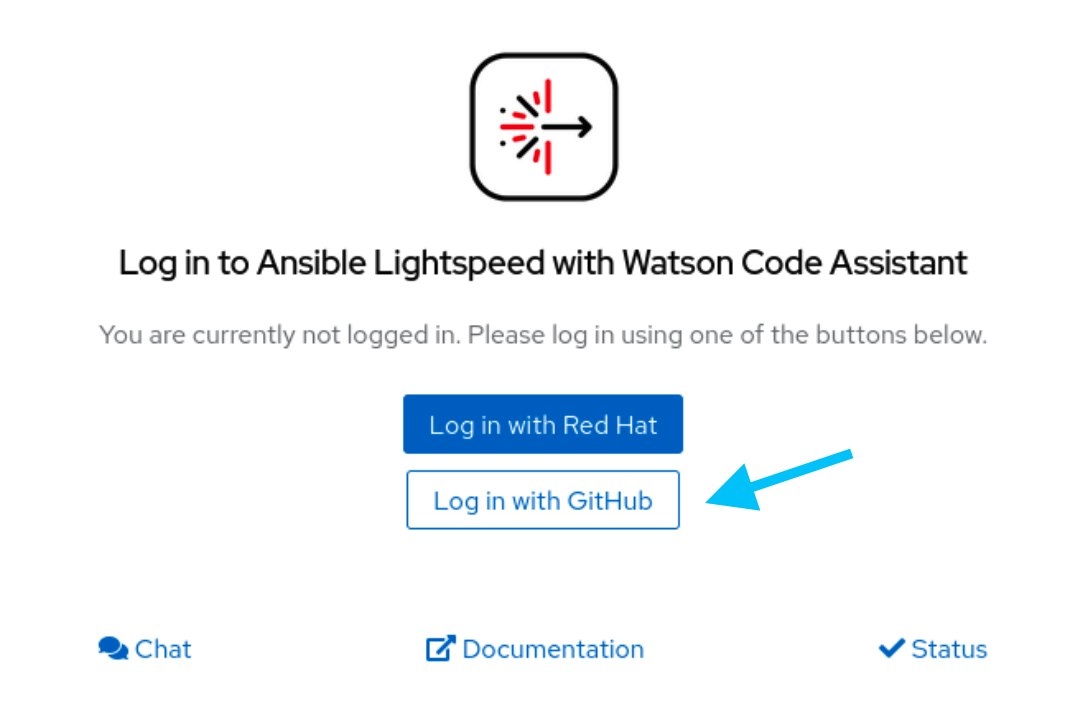 Log in to Ansible Lightspeed with Watson Code Assistant
You are currently not logged in. Please log in using one of the buttons below.
Log in with Red Hat
Log in with GitHub
Chat
Documentation
Status